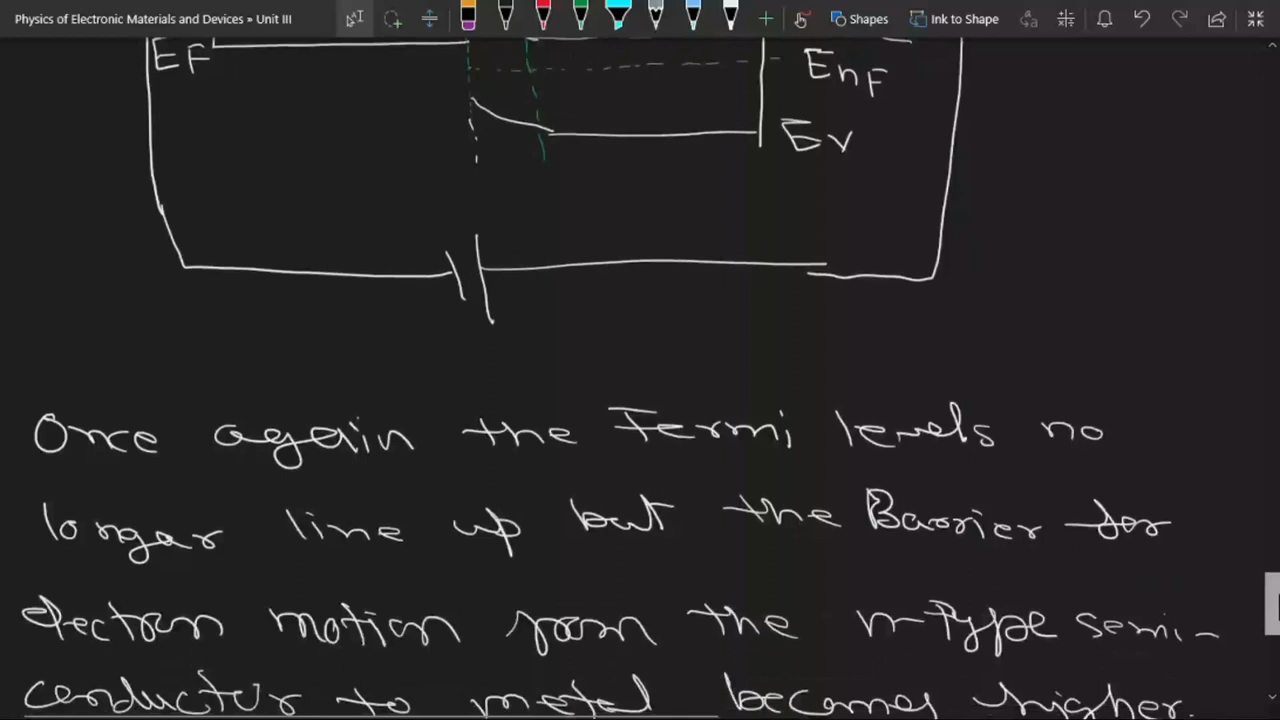 Physics of Electronic Materials and Devices » Unit III
Shapes
Ink to Shape
EF
EnF
Ev
Once again the Fermi levels no
longar line up but the Barrier for
electron motion from the n-type semi-
conductor to metal becomes higher.